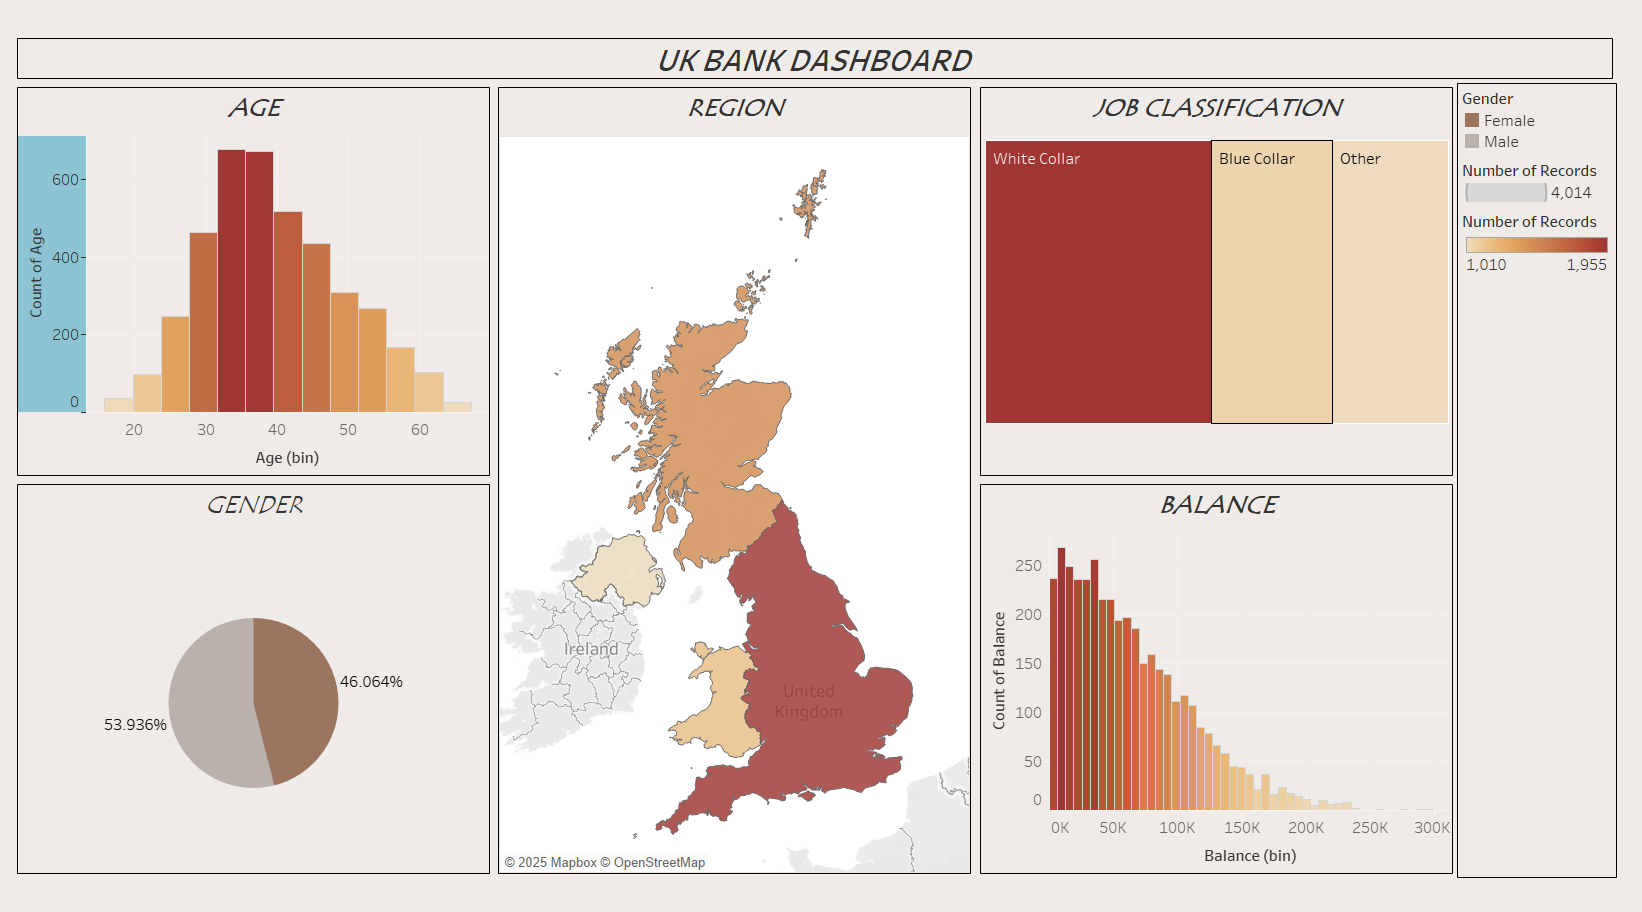 UK BANK DASHBOARD
AGE
600
400
200
0
Count of Age
20 30 40 50 60
Age (bin)
GENDER
46.064%
53.936%
REGION
Ireland
United
Kingdom
© 2025 Mapbox © OpenStreetMap
JOB CLASSIFICATION
White Collar
Blue Collar
Other
BALANCE
250
200
150
100
50
0
Count of Balance
0K 50K 100K 150K 200K 250K 300K
Balance (bin)
Gender
Female
Male
Number of Records
4,014
Number of Records
1,010 1,955